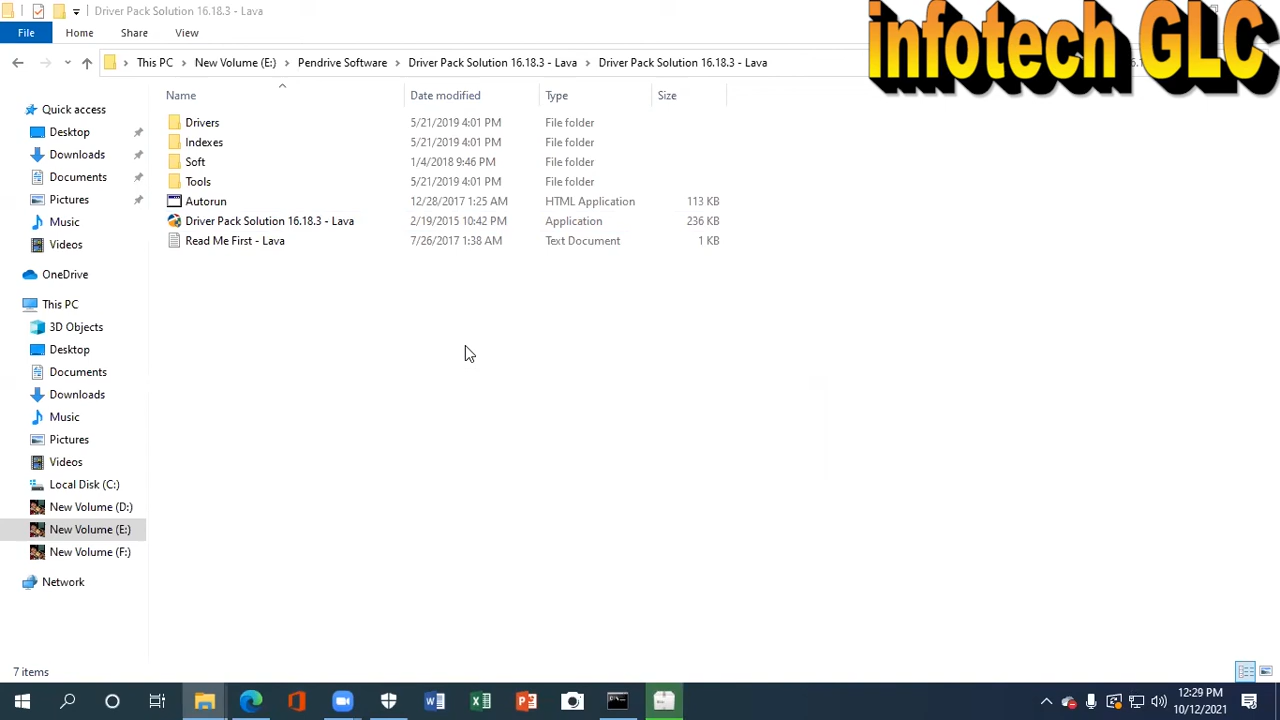 Driver Pack Solution 16.18.3 - Lava
infotech GLC
File Home Share View
This PC New Volume (E:) Pendrive Software Driver Pack Solution 16.18.3 - Lava Driver Pack Solution 16.18.3 - Lava
Name Date modified Type Size
Quick access
Desktop
Downloads
Documents
Pictures
Music
Videos
OneDrive
This PC
3D Objects
Desktop
Documents
Downloads
Music
Pictures
Videos
Local Disk (C:)
New Volume (D:)
New Volume (E:)
New Volume (F:)
Network
Drivers 5/21/2019 4:01 PM File folder
Indexes 5/21/2019 4:01 PM File folder
Soft 1/4/2018 9:46 PM File folder
Tools 5/21/2019 4:01 PM File folder
Autorun 12/28/2017 1:25 AM HTML Application 113 KB
Driver Pack Solution 16.18.3 - Lava 2/19/2015 10:42 PM Application 236 KB
Read Me First - Lava 7/26/2017 1:38 AM Text Document 1 KB
7 items
12:29 PM
10/12/2021